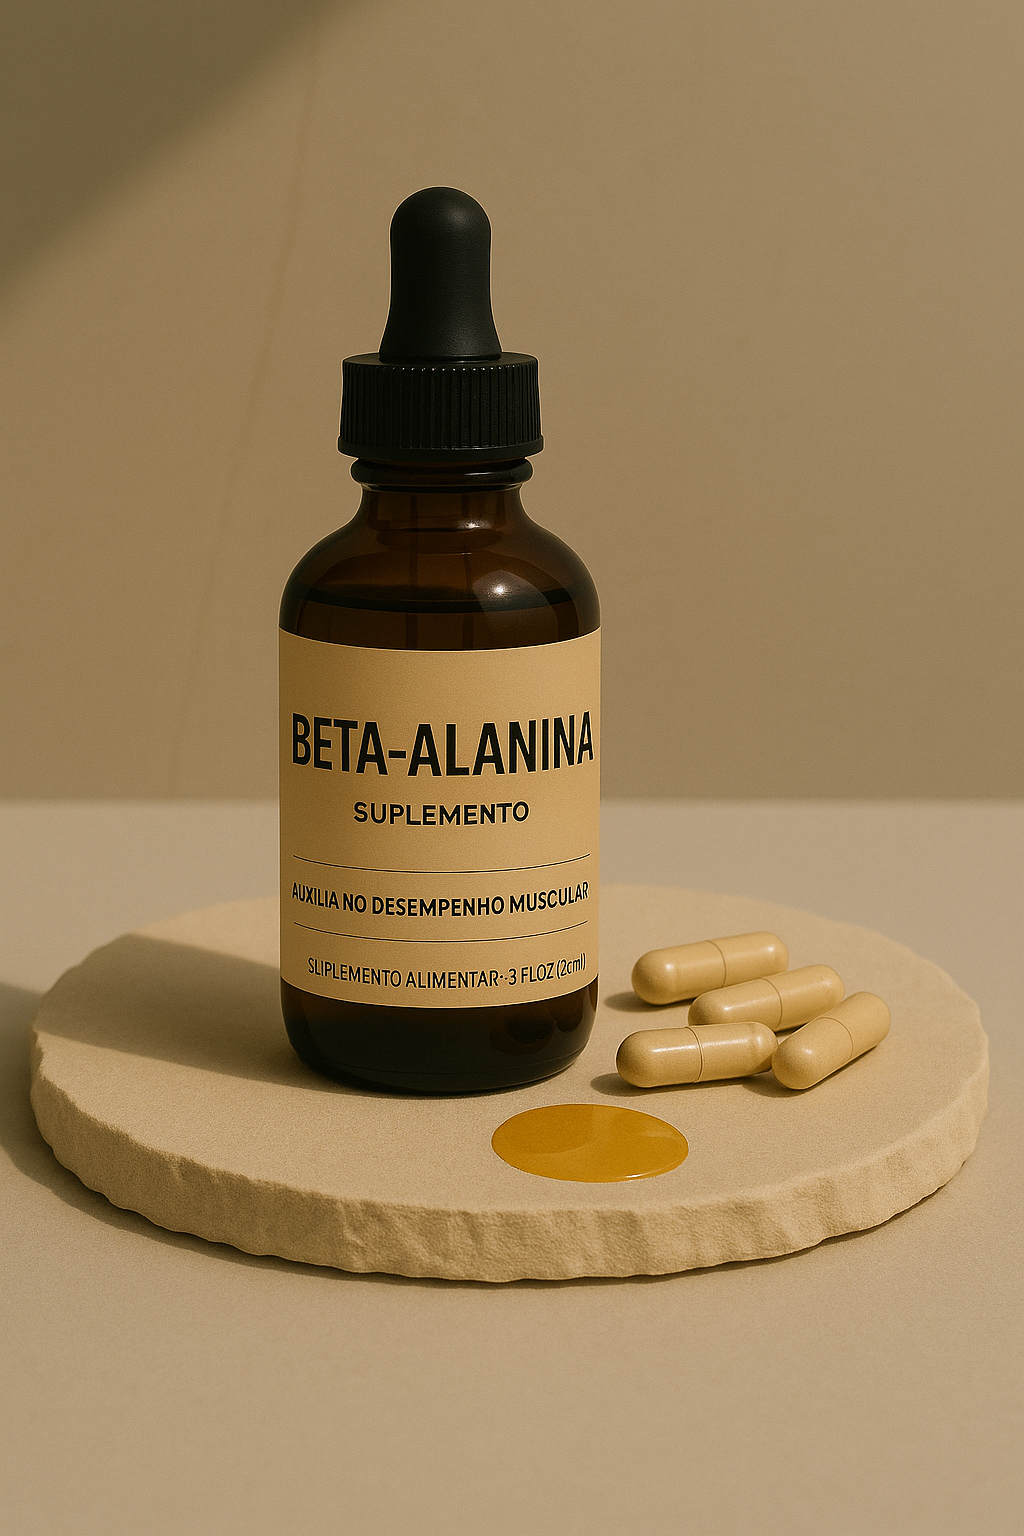 BETA-ALANINA
SUPLEMENTO
AUXILIA NO DESEMPENHO MUSCULAR
SLIPLEMENTO ALIMENTAR··3 FLOZ (2cml)